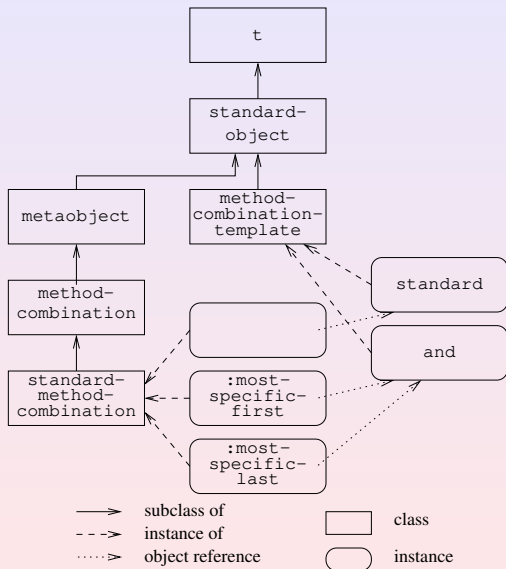 t
standard-
object
metaobject
method-
combination-
template
standard
method-
combination
and
standard-
method-
combination
:most-
specific-
first
:most-
specific-
last
subclass of
instance of
object reference
class
instance